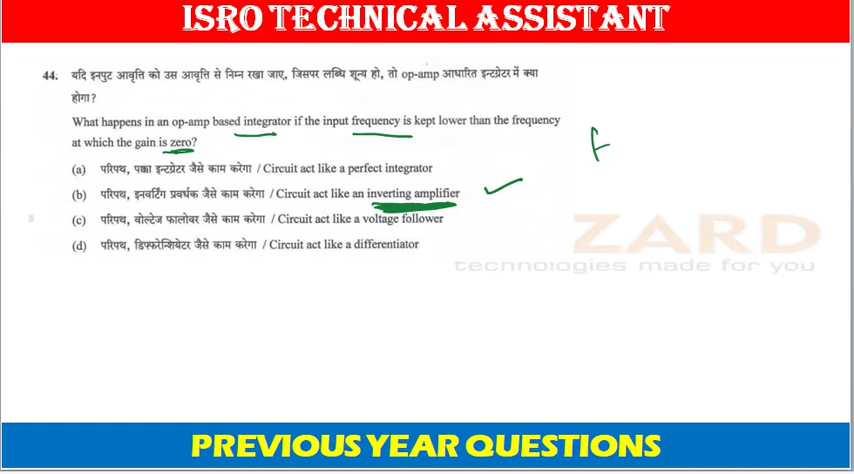 ISRO TECHNICAL ASSISTANT
44. यदि इनपुट आवृत्ति को उस आवृत्ति से निम्न रखा जाए, जिसपर लब्धि शून्य हो, तो op-amp आधारित इन्टग्रेटर में क्या
होगा?
What happens in an op-amp based integrator if the input frequency is kept lower than the frequency
at which the gain is zero?
(a) परिपथ, पक्का इन्टग्रेटर जैसे काम करेगा / Circuit act like a perfect integrator
(b) परिपथ, इनवर्टिंग प्रवर्धक जैसे काम करेगा / Circuit act like an inverting amplifier
(c) परिपथ, वोल्टेज फालोवर जैसे काम करेगा / Circuit act like a voltage follower
(d) परिपथ, डिफ्फरेन्शियेटर जैसे काम करेगा / Circuit act like a differentiator
ZARD
technologies made for you
PREVIOUS YEAR QUESTIONS